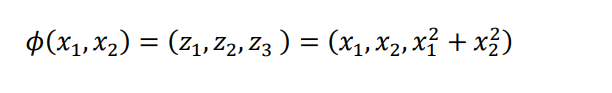 𝜙(𝑥₁, 𝑥₂) = (𝑧₁, 𝑧₂, 𝑧₃ ) = (𝑥₁, 𝑥₂, 𝑥₁² + 𝑥₂²)